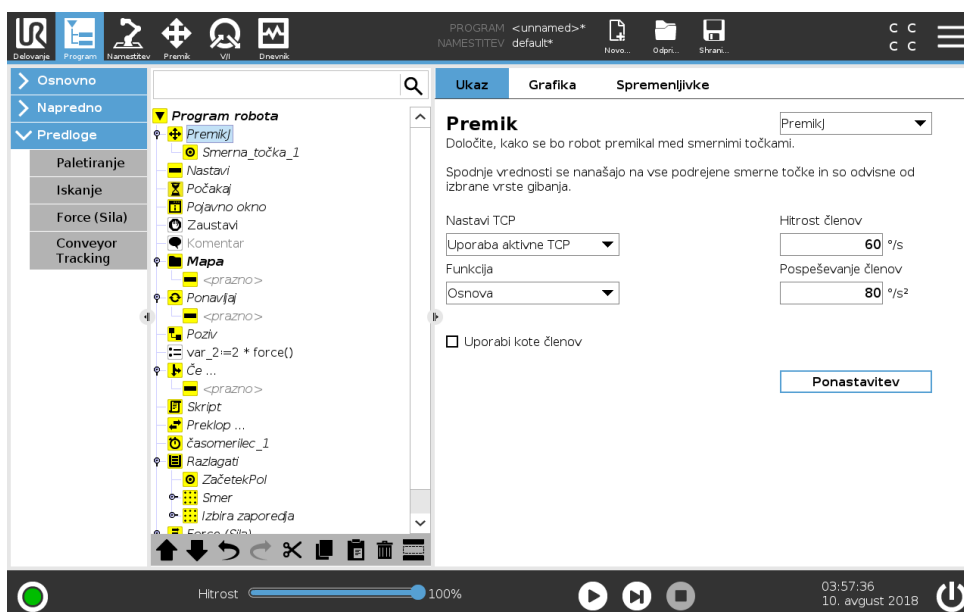 Delovanje
Program
Namestitev
Premik
V/I
Dnevnik
PROGRAM <unnamed>*
NAMESTITEV default*
Novo...
Odpri...
Shrani...
C C
C C
Osnovno
Napredno
Predloge
Paletiranje
Iskanje
Force (Sila)
Conveyor
Tracking
Program robota
PremikJ
Smerna_točka_1
Nastavi
Počakaj
Pojavno okno
Zaustavi
Komentar
Mapa
<prazno>
Ponavljaj
<prazno>
Poziv
var_2:=2 * force()
Če ...
<prazno>
Skript
Preklop ...
časomerilec_1
Razlagati
ZačetekPol
Smer
Izbira zaporedja
Force (Sila)
Ukaz
Grafika
Spremenljivke
Premik
PremikJ
Določite, kako se bo robot premikal med smernimi točkami.
Spodnje vrednosti se nanašajo na vse podrejene smerne točke in so odvisne od
izbrane vrste gibanja.
Nastavi TCP
Hitrost členov
Uporaba aktivne TCP
60 °/s
Funkcija
Pospeševanje členov
Osnova
80 °/s²
Uporabi kote členov
Ponastavitev
Hitrost
100%
03:57:36
10. avgust 2018